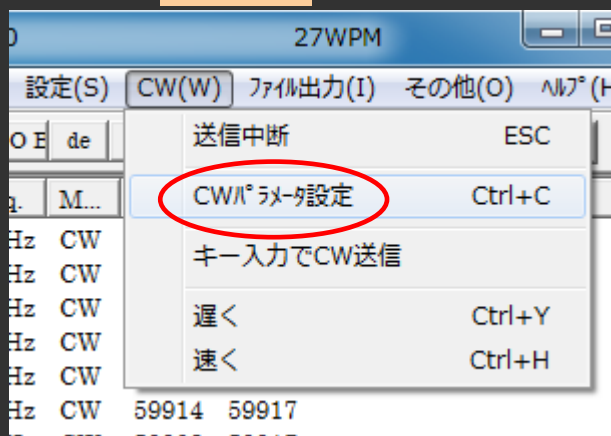 27WPM
設定(S) CW(W) ﾌｧｲﾙ出力(I) その他(O) ﾍﾙﾌﾟ(H
O E de
送信中断 ESC
M...
CWﾊﾟﾗﾒｰﾀ設定 Ctrl+C
Hz CW
キー入力でCW送信
Hz CW
Hz CW
遅く Ctrl+Y
Hz CW
速く Ctrl+H
Hz CW
Hz CW 59914 59917